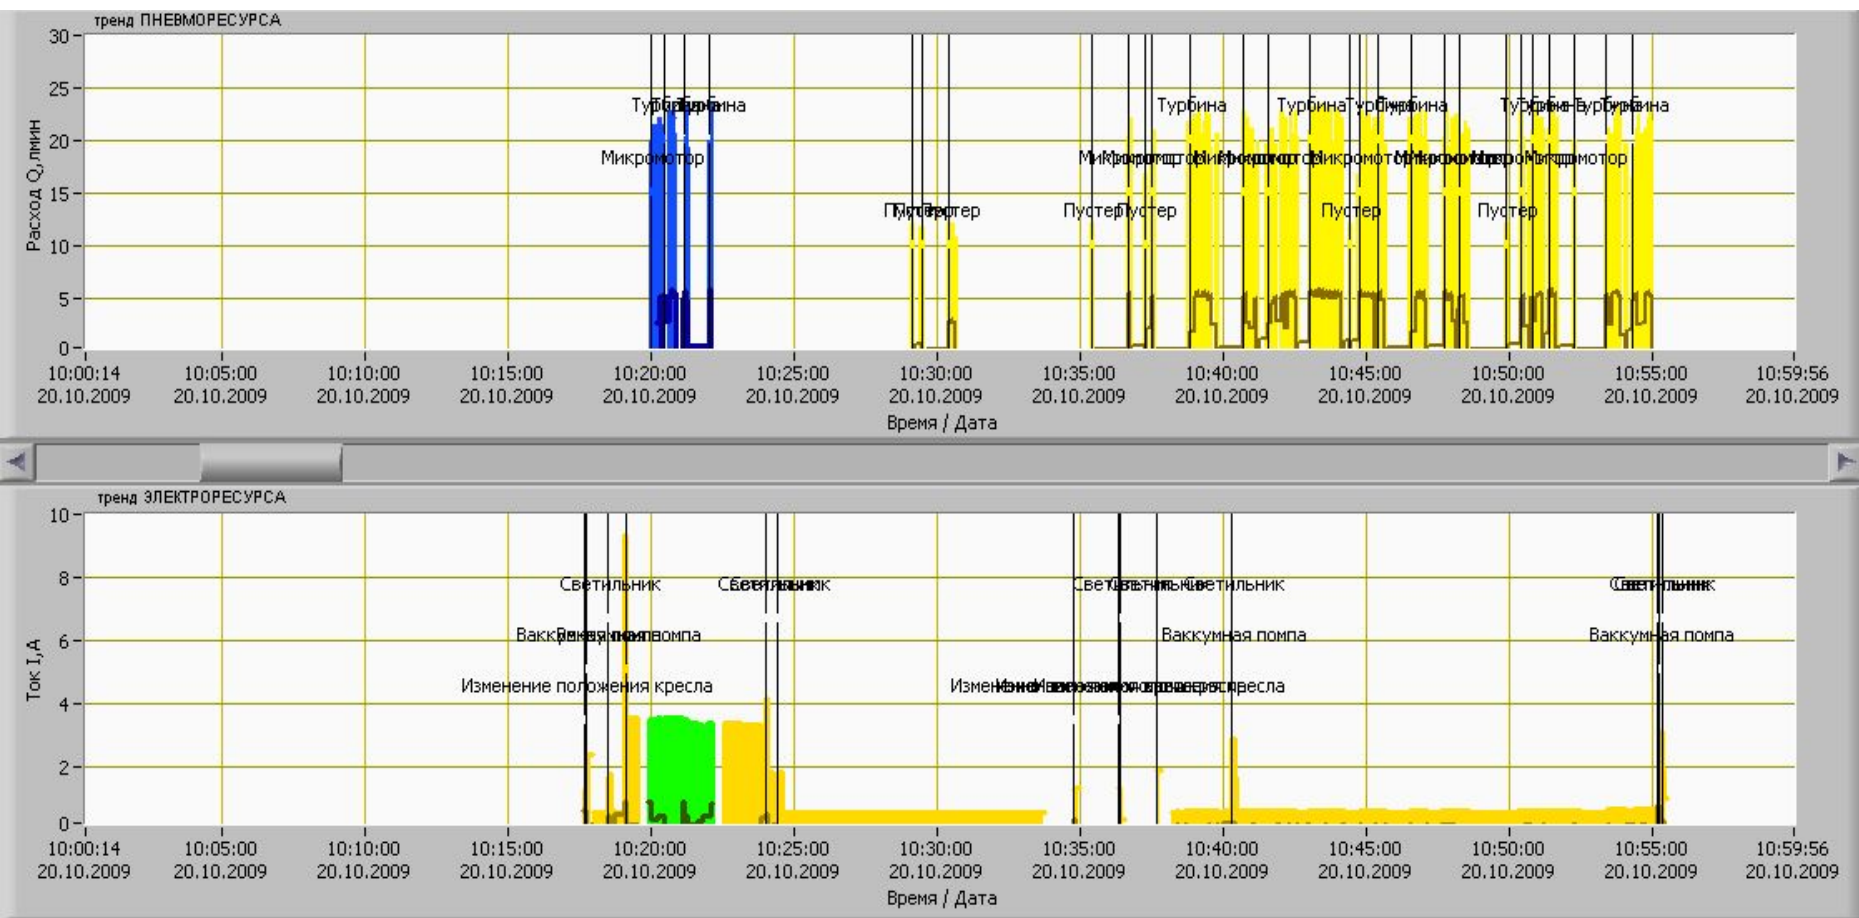 тренд ПНЕВМОРЕСУРСА
Расход Q,лмин
30
25
20
15
10
5
0
Турбина Турбина Турбина Турбина Турбина
Микромотор Микромотор Микромотор
Пустер Пустер Пустер Пустер Пустер
10:00:14 10:05:00 10:10:00 10:15:00 10:20:00 10:25:00 10:30:00 10:35:00 10:40:00 10:45:00 10:50:00 10:55:00 10:59:56
20.10.2009 20.10.2009 20.10.2009 20.10.2009 20.10.2009 20.10.2009 20.10.2009 20.10.2009 20.10.2009 20.10.2009 20.10.2009 20.10.2009 20.10.2009
Время / Дата
тренд ЭЛЕКТРОРЕСУРСА
Ток I,А
10
8
6
4
2
0
Светильник Светильник Светильник Светильник
Ваккумная помпа Ваккумная помпа Ваккумная помпа
Изменение положения кресла
10:00:14 10:05:00 10:10:00 10:15:00 10:20:00 10:25:00 10:30:00 10:35:00 10:40:00 10:45:00 10:50:00 10:55:00 10:59:56
20.10.2009 20.10.2009 20.10.2009 20.10.2009 20.10.2009 20.10.2009 20.10.2009 20.10.2009 20.10.2009 20.10.2009 20.10.2009 20.10.2009 20.10.2009
Время / Дата